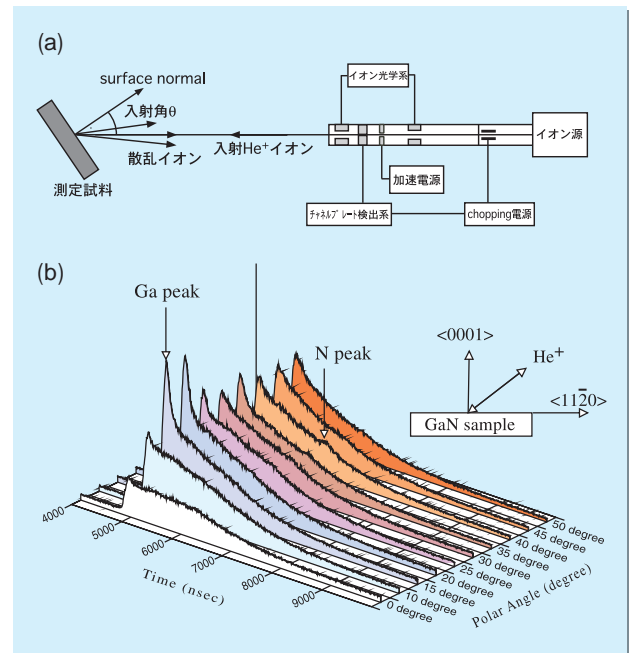 (a)
surface normal
入射角θ
散乱イオン
入射He+イオン
測定試料
イオン光学系
イオン源
加速電源
チャネルプレート検出系
chopping電源
(b)
Ga peak
N peak
<0001>
He+
<112̅0>
GaN sample
4000
5000
6000
7000
8000
9000
Time (nsec)
0 degree
10 degree
15 degree
20 degree
25 degree
30 degree
35 degree
40 degree
45 degree
50 degree
Polar Angle (degree)